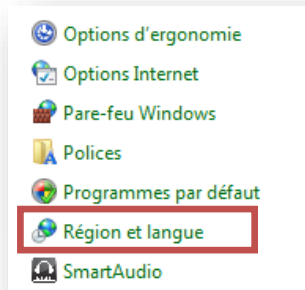 Options d'ergonomie
Options Internet
Pare-feu Windows
Polices
Programmes par défaut
Région et langue
SmartAudio